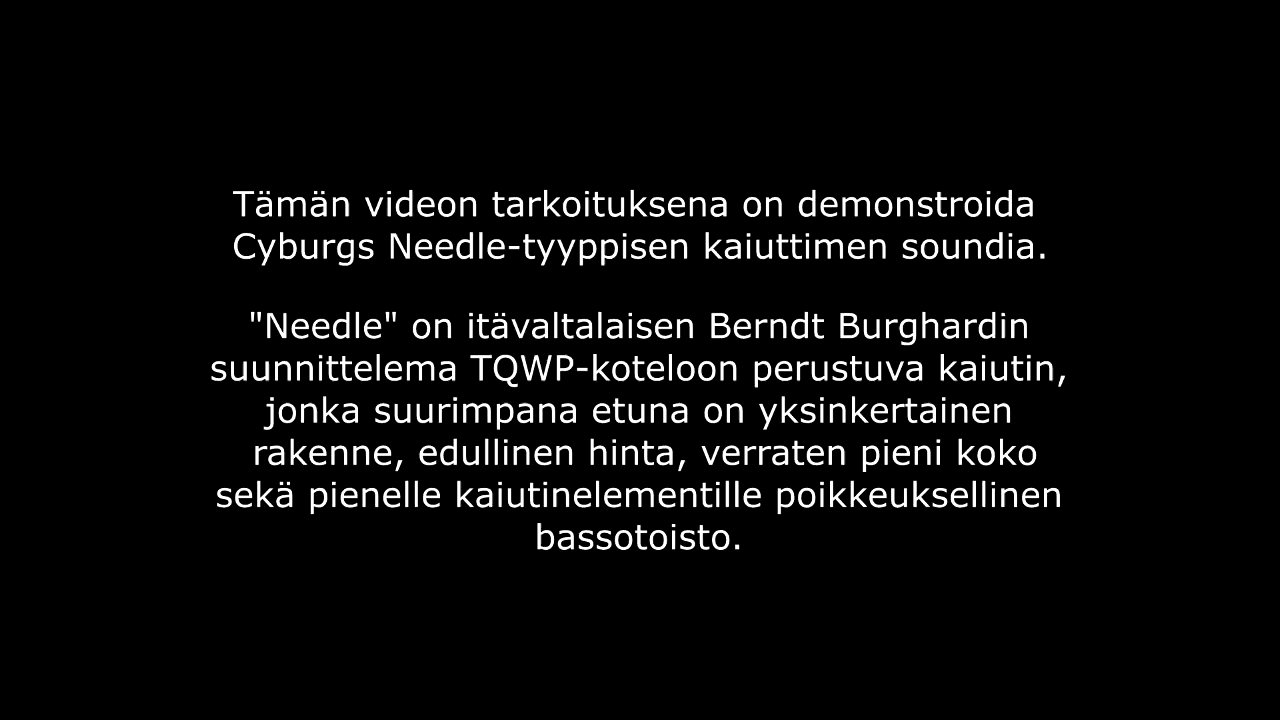 Tämän videon tarkoituksena on demonstroida
Cyburgs Needle-tyyppisen kaiuttimen soundia.
"Needle" on itävaltalaisen Berndt Burghardin
suunnittelema TQWP-koteloon perustuva kaiutin,
jonka suurimpana etuna on yksinkertainen
rakenne, edullinen hinta, verraten pieni koko
sekä pienelle kaiutinelementille poikkeuksellinen
bassotoisto.